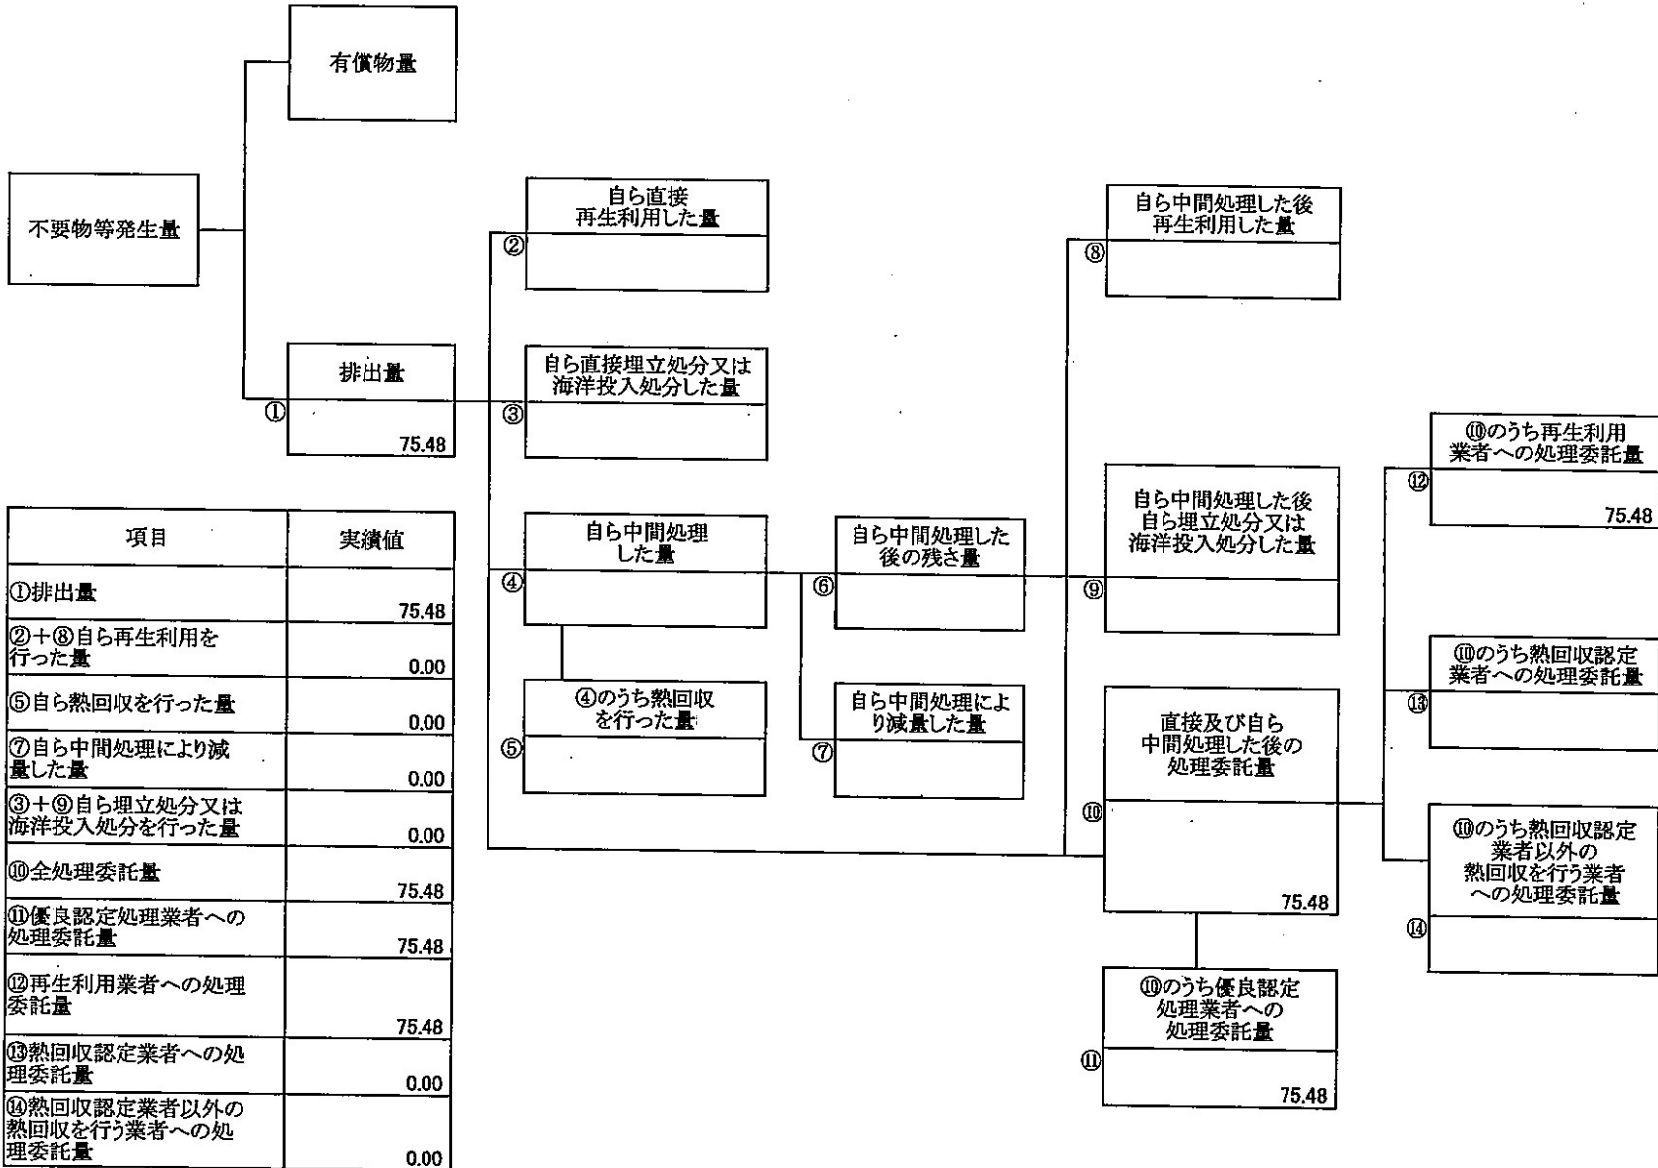 有償物量
不要物等発生量
排出量
①
75.48
自ら直接
再生利用した量
②
自ら直接埋立処分又は
海洋投入処分した量
③
自ら中間処理
した量
④
④のうち熱回収
を行った量
⑤
自ら中間処理した
後の残さ量
⑥
自ら中間処理によ
り減量した量
⑦
自ら中間処理した後
再生利用した量
⑧
自ら中間処理した後
自ら埋立処分又は
海洋投入処分した量
⑨
直接及び自ら
中間処理した後の
処理委託量
⑩
75.48
⑩のうち優良認定
処理業者への
処理委託量
⑪
75.48
⑩のうち再生利用
業者への処理委託量
⑫
75.48
⑩のうち熱回収認定
業者への処理委託量
⑬
⑩のうち熱回収認定
業者以外の
熱回収を行う業者
への処理委託量
⑭
項目 実績値
①排出量
75.48
②+⑧自ら再生利用を
行った量
0.00
⑤自ら熱回収を行った量
0.00
⑦自ら中間処理により減
量した量
0.00
③+⑨自ら埋立処分又は
海洋投入処分を行った量
0.00
⑩全処理委託量
75.48
⑪優良認定処理業者への
処理委託量
75.48
⑫再生利用業者への処理
委託量
75.48
⑬熱回収認定業者への処
理委託量
0.00
⑭熱回収認定業者以外の
熱回収を行う業者への処
理委託量
0.00